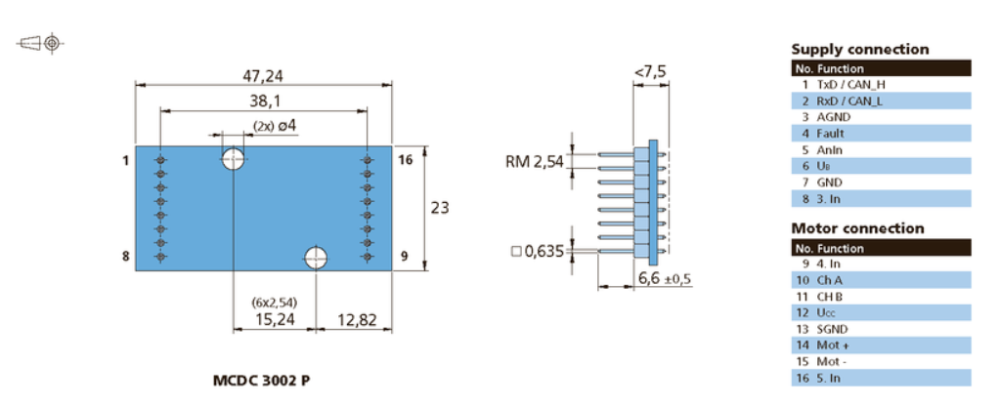 47,24
38,1
(2x) ø4
1
16
23
8
9
(6x2,54)
15,24
12,82
MCDC 3002 P
<7,5
RM 2,54
□ 0,635
6,6 ±0,5
Supply connection
No. Function
1 TxD / CAN_H
2 RxD / CAN_L
3 AGND
4 Fault
5 AnIn
6 UB
7 GND
8 3. In
Motor connection
No. Function
9 4. In
10 Ch A
11 CH B
12 Ucc
13 SGND
14 Mot +
15 Mot -
16 5. In